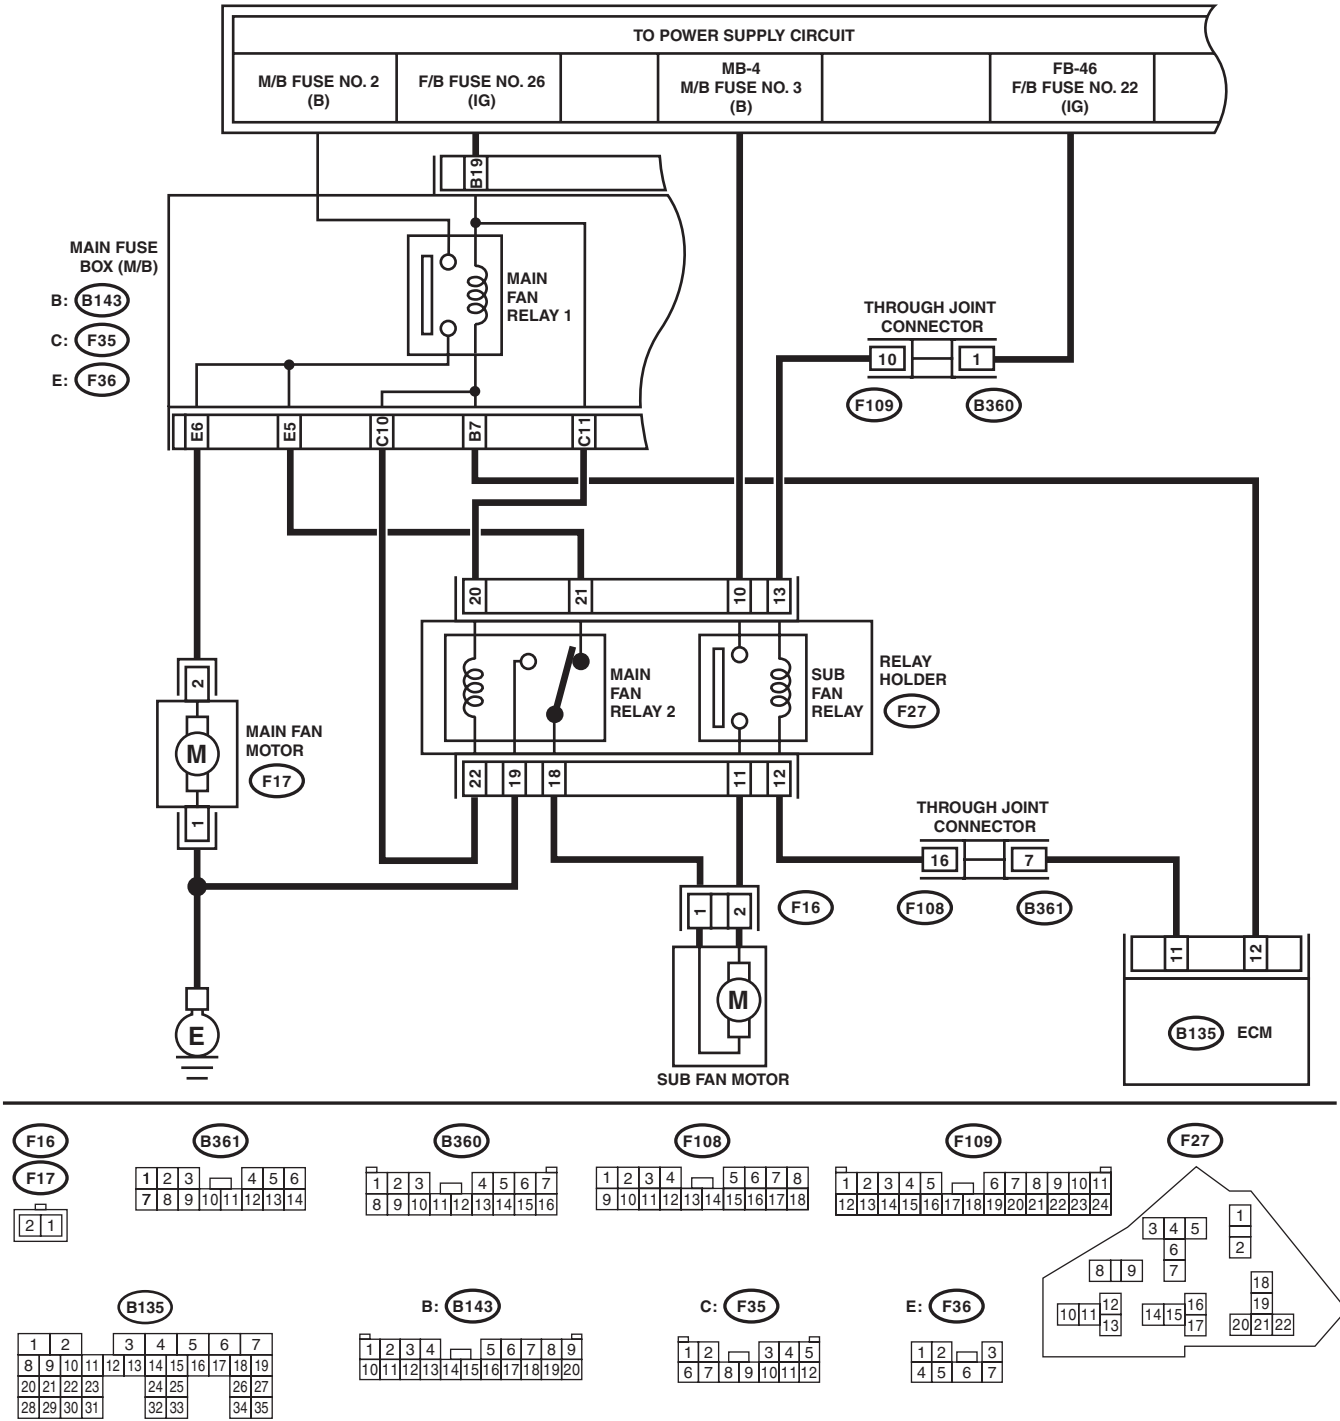 TO POWER SUPPLY CIRCUIT
M/B FUSE NO. 2
(B)
F/B FUSE NO. 26
(IG)
MB-4
M/B FUSE NO. 3
(B)
FB-46
F/B FUSE NO. 22
(IG)
B19
MAIN FUSE
BOX (M/B)
B: B143
C: F35
E: F36
MAIN
FAN
RELAY 1
THROUGH JOINT
CONNECTOR
10 1
F109 B360
E6 E5 C10 B7 C11
20 21 10 13
MAIN
FAN
RELAY 2
SUB
FAN
RELAY
RELAY
HOLDER
F27
22 19 18 11 12
2
M
1
MAIN FAN
MOTOR
F17
THROUGH JOINT
CONNECTOR
16 7
F108 B361
1 2
F16
M
SUB FAN MOTOR
E
11 12
B135 ECM
F16
F17
2 1
B361
1 2 3 4 5 6
7 8 9 10 11 12 13 14
B360
1 2 3 4 5 6 7
8 9 10 11 12 13 14 15 16
F108
1 2 3 4 5 6 7 8
9 10 11 12 13 14 15 16 17 18
F109
1 2 3 4 5 6 7 8 9 10 11
12 13 14 15 16 17 18 19 20 21 22 23 24
F27
1
3 4 5
6 2
8 9 7
18
10 11 12 14 15 16 19
13 17 20 21 22
B135
1 2 3 4 5 6 7
8 9 10 11 12 13 14 15 16 17 18 19
20 21 22 23 24 25 26 27
28 29 30 31 32 33 34 35
B: B143
1 2 3 4 5 6 7 8 9
10 11 12 13 14 15 16 17 18 19 20
C: F35
1 2 3 4 5
6 7 8 9 10 11 12
E: F36
1 2 3
4 5 6 7